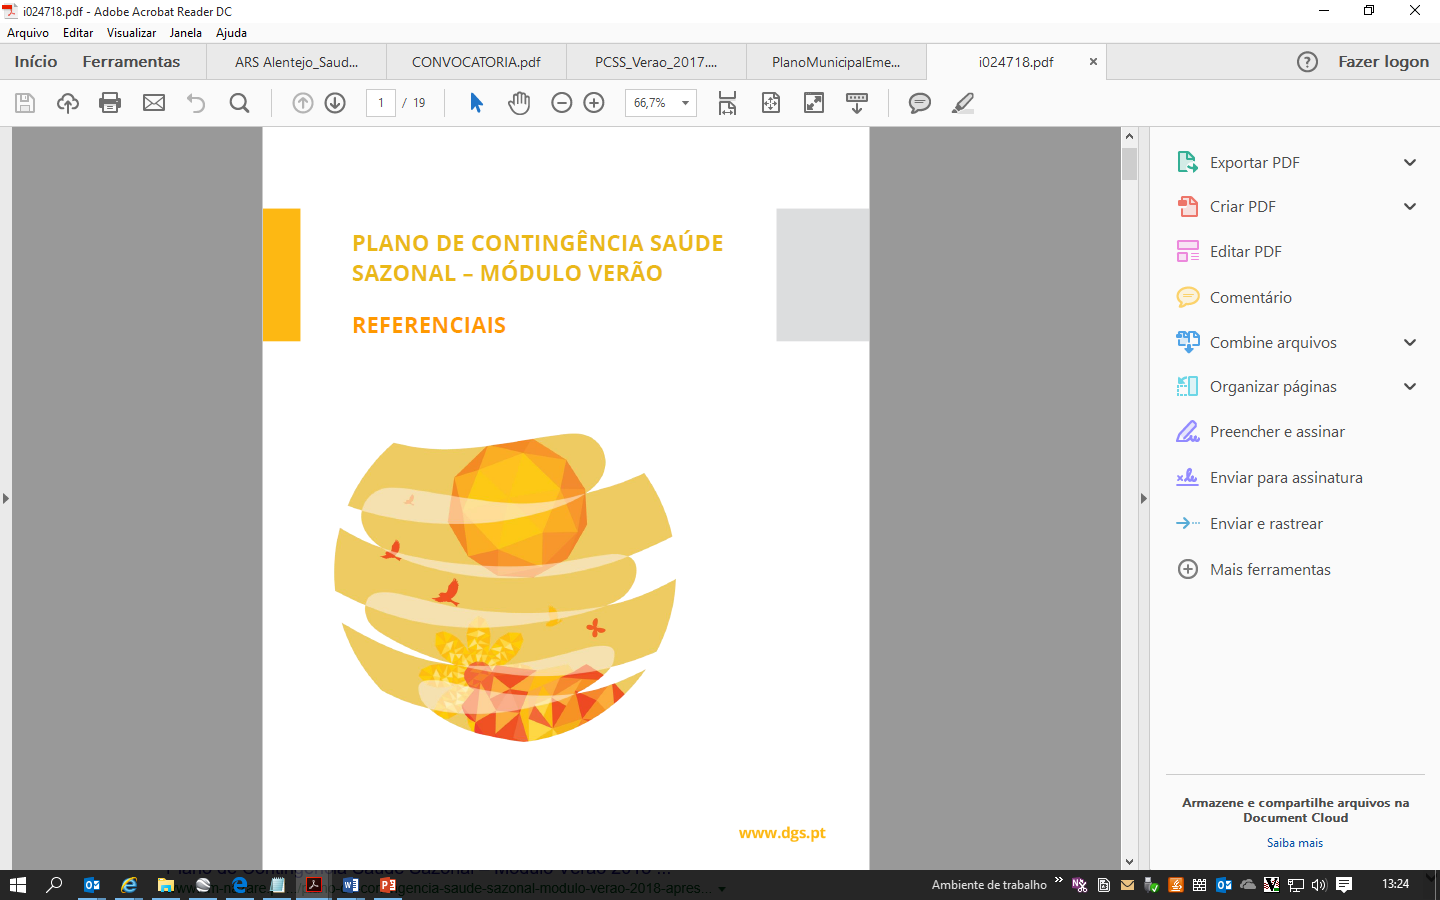 i024718.pdf - Adobe Acrobat Reader DC
Arquivo Editar Visualizar Janela Ajuda
Início Ferramentas ARS Alentejo_Saud... CONVOCATORIA.pdf PCSS_Verao_2017.... PlanoMunicipalEme... i024718.pdf × Fazer logon
1 / 19 66,7%
PLANO DE CONTINGÊNCIA SAÚDE
SAZONAL – MÓDULO VERÃO
REFERENCIAIS
www.dgs.pt
Exportar PDF
Criar PDF
Editar PDF
Comentário
Combine arquivos
Organizar páginas
Preencher e assinar
Enviar para assinatura
Enviar e rastrear
Mais ferramentas
Armazene e compartilhe arquivos na
Document Cloud
Saiba mais
Ambiente de trabalho 13:24